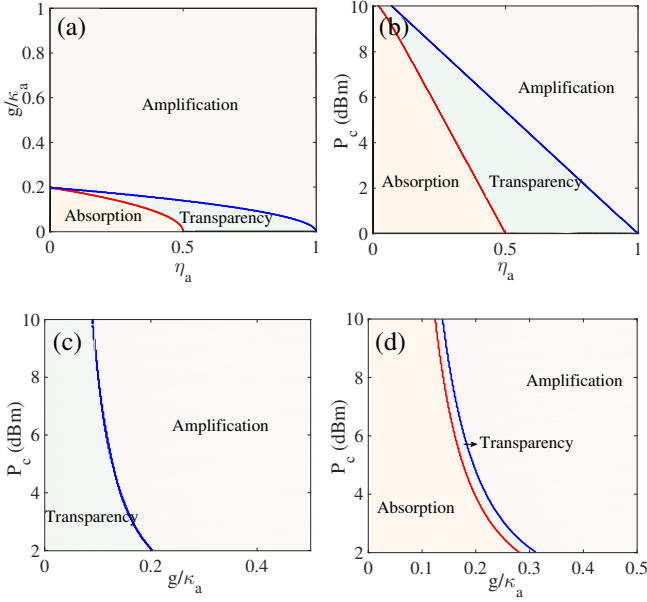 (a)
g/κa
1
0.8
0.6
0.4
0.2
0
Amplification
Absorption
Transparency
0
0.5
1
ηa
(b)
Pc (dBm)
10
8
6
4
2
0
Amplification
Absorption
Transparency
0
0.5
1
ηa
(c)
Pc (dBm)
10
8
6
4
2
Amplification
Transparency
0
0.2
0.4
g/κa
(d)
Pc (dBm)
10
8
6
4
2
Amplification
Transparency
Absorption
0
0.1
0.2
0.3
0.4
0.5
g/κa